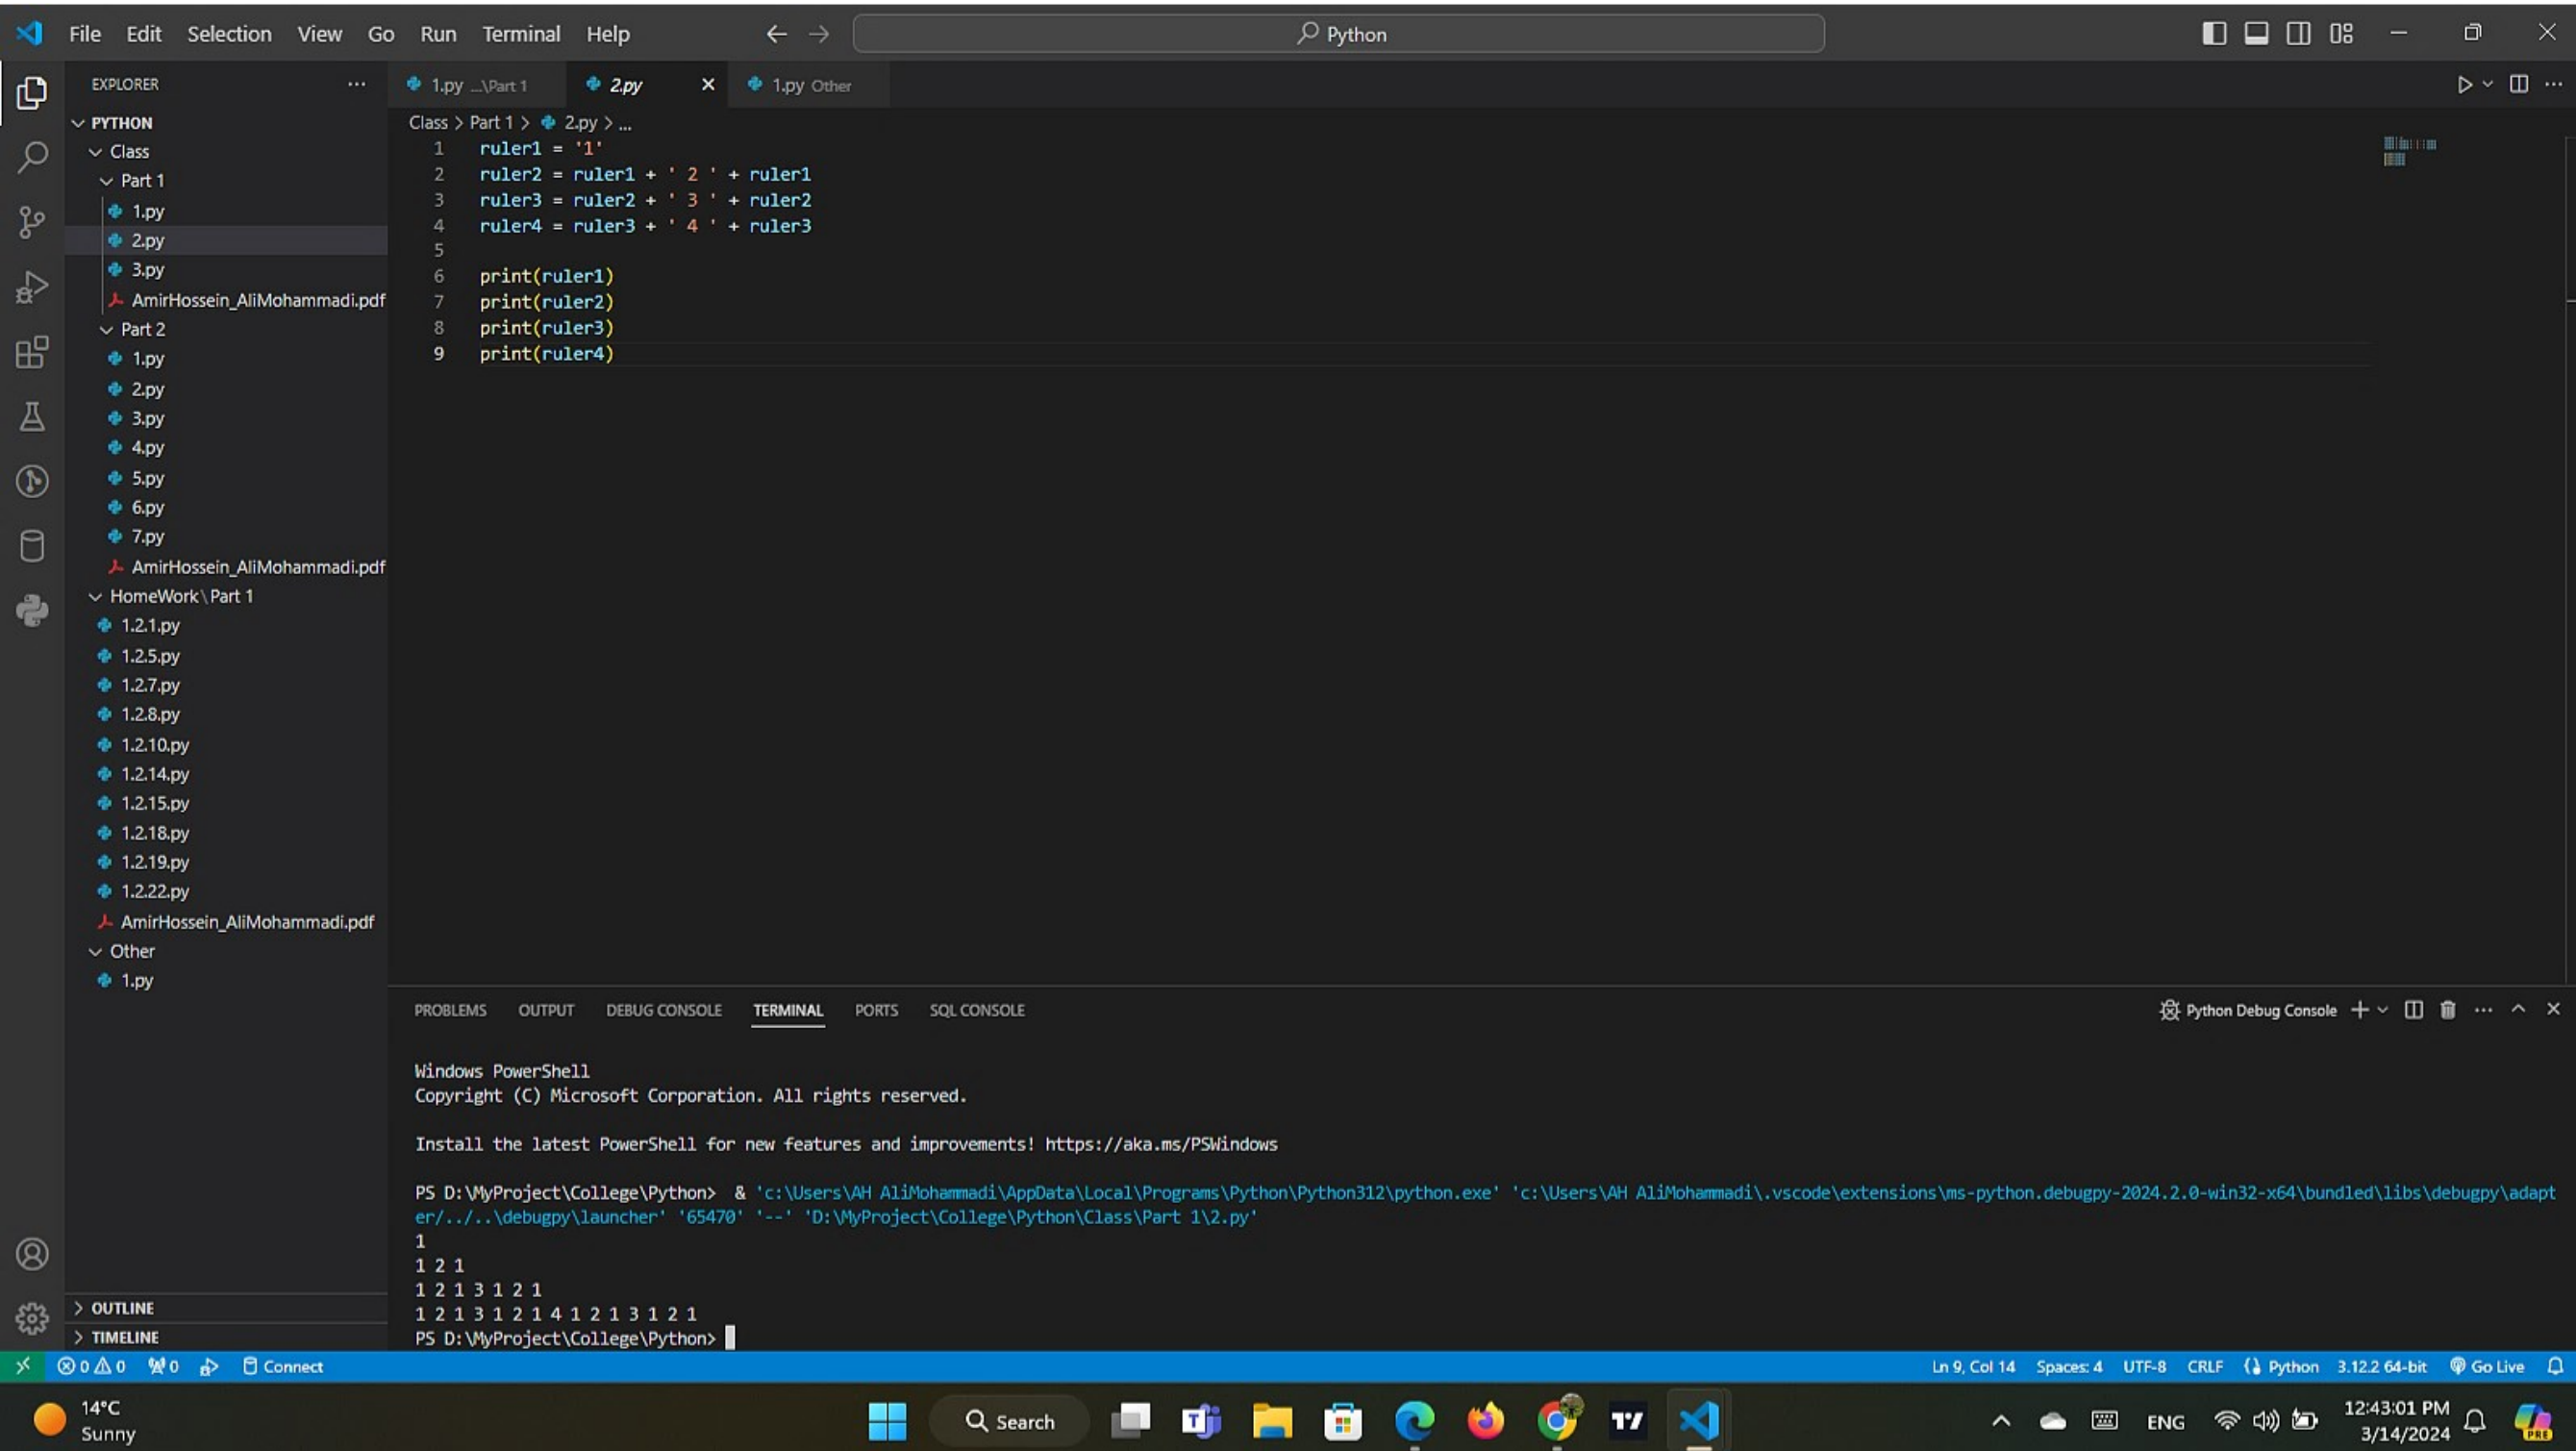 File Edit Selection View Go Run Terminal Help
Python
EXPLORER
1.py ...\Part 1
2.py
1.py Other
PYTHON
Class
Part 1
1.py
2.py
3.py
AmirHossein_AliMohammadi.pdf
Part 2
1.py
2.py
3.py
4.py
5.py
6.py
7.py
AmirHossein_AliMohammadi.pdf
HomeWork\Part 1
1.2.1.py
1.2.5.py
1.2.7.py
1.2.8.py
1.2.10.py
1.2.14.py
1.2.15.py
1.2.18.py
1.2.19.py
1.2.22.py
AmirHossein_AliMohammadi.pdf
Other
1.py
OUTLINE
TIMELINE
Class > Part 1 > 2.py > ...
1 ruler1 = '1'
2 ruler2 = ruler1 + ' 2 ' + ruler1
3 ruler3 = ruler2 + ' 3 ' + ruler2
4 ruler4 = ruler3 + ' 4 ' + ruler3
5
6 print(ruler1)
7 print(ruler2)
8 print(ruler3)
9 print(ruler4)
PROBLEMS OUTPUT DEBUG CONSOLE TERMINAL PORTS SQL CONSOLE
Python Debug Console
Windows PowerShell
Copyright (C) Microsoft Corporation. All rights reserved.
Install the latest PowerShell for new features and improvements! https://aka.ms/PSWindows
PS D:\MyProject\College\Python>  & 'c:\Users\AH AliMohammadi\AppData\Local\Programs\Python\Python312\python.exe' 'c:\Users\AH AliMohammadi\.vscode\extensions\ms-python.debugpy-2024.2.0-win32-x64\bundled\libs\debugpy\adapt
er/../..\debugpy\launcher' '65470' '--' 'D:\MyProject\College\Python\Class\Part 1\2.py'
1
1 2 1
1 2 1 3 1 2 1
1 2 1 3 1 2 1 4 1 2 1 3 1 2 1
PS D:\MyProject\College\Python>
0 0 0 Connect
Ln 9, Col 14 Spaces: 4 UTF-8 CRLF Python 3.12.2 64-bit Go Live
14°C
Sunny
Search
ENG
12:43:01 PM
3/14/2024
PRE